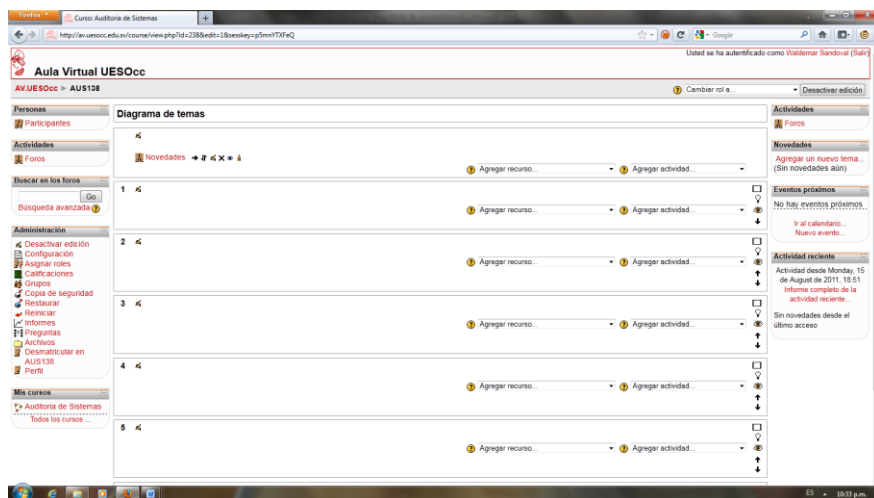 Firefox
Curso: Auditoria de Sistemas
http://av.uesocc.edu.sv/course/view.php?id=238&edit=1&sesskey=p5mnYTXFeQ
Google
Usted se ha autentificado como Waldemar Sandoval (Salir)
Aula Virtual UESOcc
AV.UESOcc ► AUS138
Cambiar rol a...
Desactivar edición
Personas
Participantes
Actividades
Foros
Buscar en los foros
Go
Búsqueda avanzada
Administración
Desactivar edición
Configuración
Asignar roles
Calificaciones
Grupos
Copia de seguridad
Restaurar
Reiniciar
Informes
Preguntas
Archivos
Desmatricular en
AUS138
Perfil
Mis cursos
Auditoria de Sistemas
Todos los cursos ...
Diagrama de temas
Novedades
Agregar recurso... Agregar actividad...
1
Agregar recurso... Agregar actividad...
2
Agregar recurso... Agregar actividad...
3
Agregar recurso... Agregar actividad...
4
Agregar recurso... Agregar actividad...
5
Agregar recurso... Agregar actividad...
Actividades
Foros
Novedades
Agregar un nuevo tema...
(Sin novedades aún)
Eventos próximos
No hay eventos próximos
Ir al calendario...
Nuevo evento...
Actividad reciente
Actividad desde Monday, 15
de August de 2011, 18:51
Informe completo de la
actividad reciente...
Sin novedades desde el
último acceso
ES
10:33 p.m.